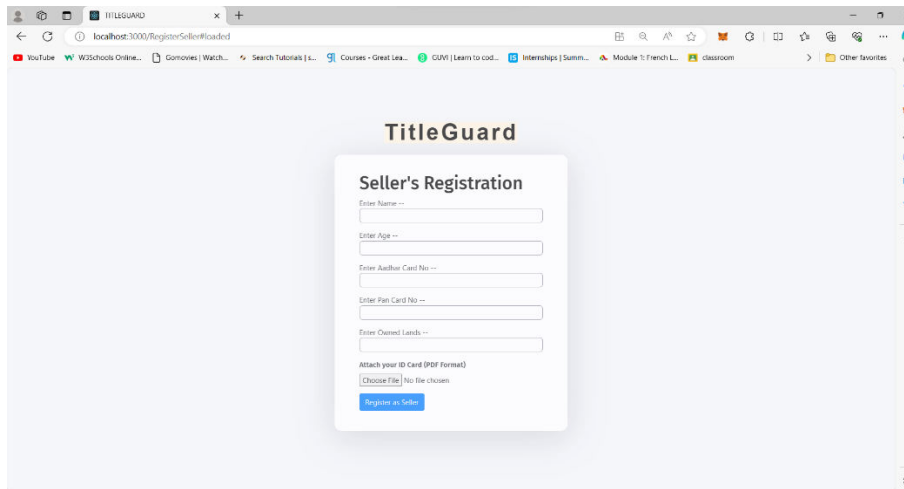 TITLEGUARD
localhost:3000/RegisterSeller#loaded
YouTube W3Schools Online... Gomovies | Watch... Search Tutorials | s... Courses - Great Lea... GUVI | Learn to cod... Internships | Summ... Module 1: French L... classroom Other favorites
TitleGuard
Seller's Registration
Enter Name --
Enter Age --
Enter Aadhar Card No --
Enter Pan Card No --
Enter Owned Lands --
Attach your ID Card (PDF Format)
Choose File No file chosen
Register as Seller